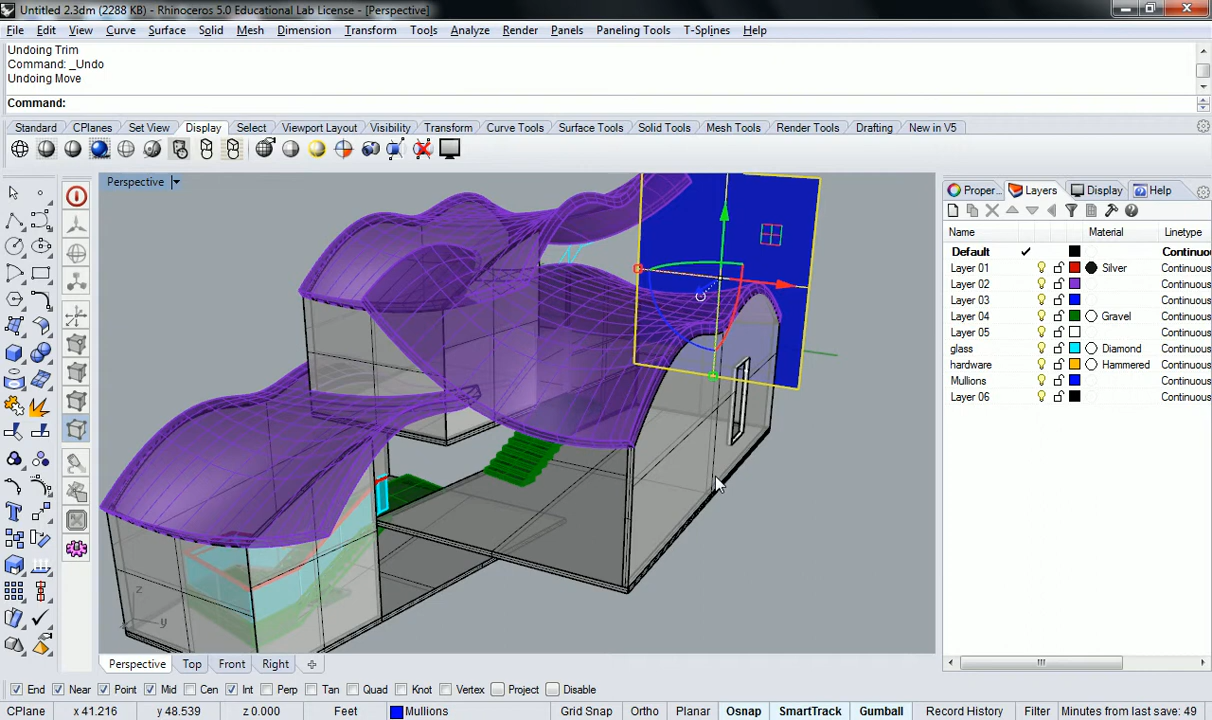 Untitled 2.3dm (2288 KB) - Rhinoceros 5.0 Educational Lab License - [Perspective]
File Edit View Curve Surface Solid Mesh Dimension Transform Tools Analyze Render Panels Paneling Tools T-Splines Help
Undoing Trim
Command: _Undo
Undoing Move
Command:
Standard CPlanes Set View Display Select Viewport Layout Visibility Transform Curve Tools Surface Tools Solid Tools Mesh Tools Render Tools Drafting New in V5
Perspective
Proper... Layers Display Help
Name Material Linetype
Default Continuous
Layer 01 Silver Continuous
Layer 02 Continuous
Layer 03 Continuous
Layer 04 Gravel Continuous
Layer 05 Continuous
glass Diamond Continuous
hardware Hammered Continuous
Mullions Continuous
Layer 06 Continuous
z
y
Perspective Top Front Right
End Near Point Mid Cen Int Perp Tan Quad Knot Vertex Project Disable
CPlane x 41.216 y 48.539 z 0.000 Feet Mullions Grid Snap Ortho Planar Osnap SmartTrack Gumball Record History Filter Minutes from last save: 49